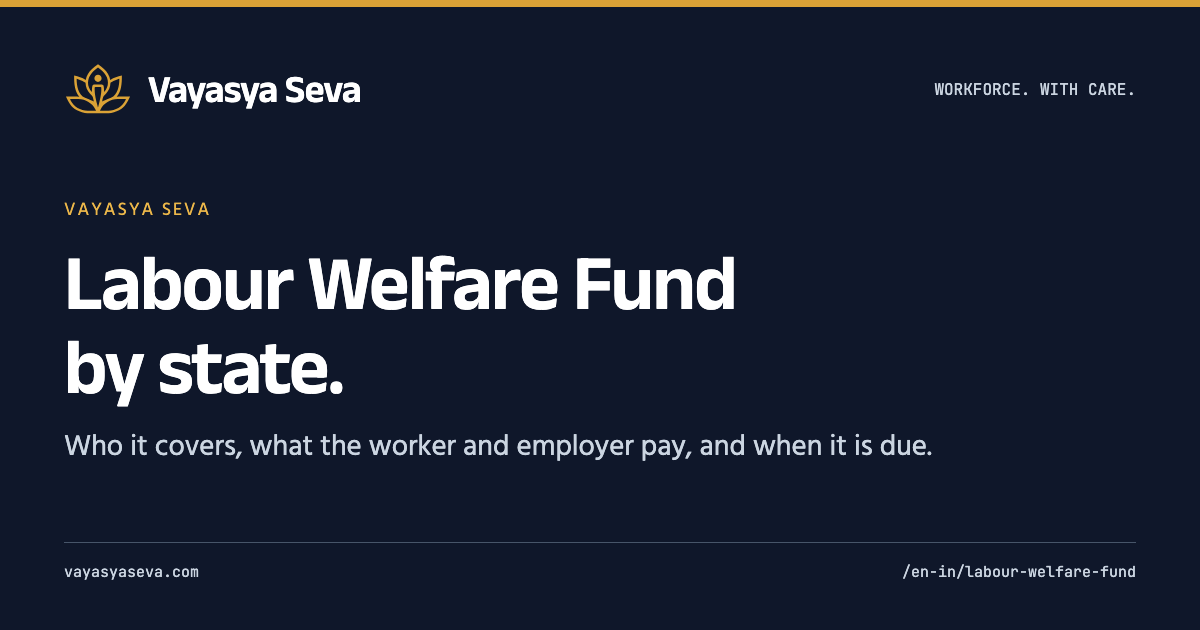 Vayasya Seva
WORKFORCE. WITH CARE.
VAYASYA SEVA
Labour Welfare Fund
by state.
Who it covers, what the worker and employer pay, and when it is due.
vayasyaseva.com
/en-in/labour-welfare-fund